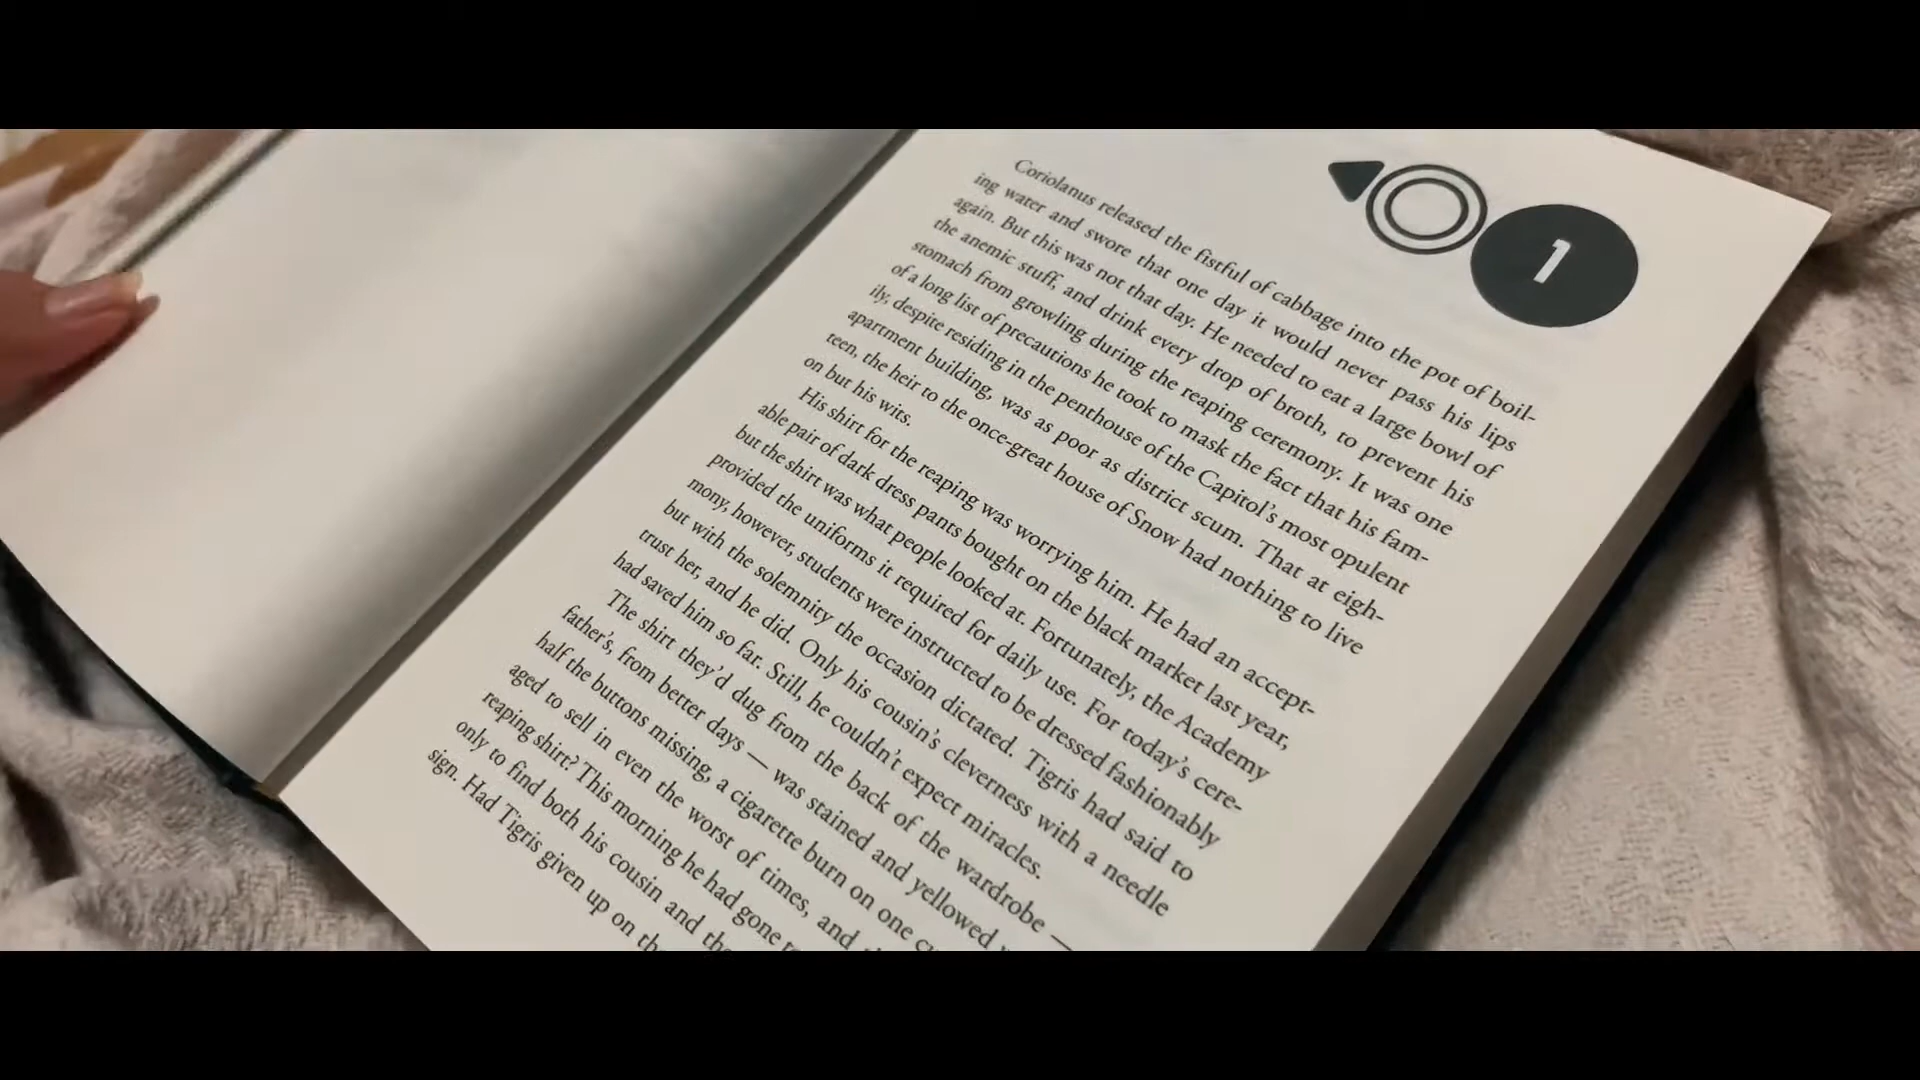 1
Coriolanus released the fistful of cabbage into the pot of boil-
ing water and swore that one day it would never pass his lips
again. But this was not that day. He needed to eat a large bowl of
the anemic stuff, and drink every drop of broth, to prevent his
stomach from growling during the reaping ceremony. It was one
of a long list of precautions he took to mask the fact that his fam-
ily, despite residing in the penthouse of the Capitol's most opulent
apartment building, was as poor as district scum. That at eigh-
teen, the heir to the once-great house of Snow had nothing to live
on but his wits.
His shirt for the reaping was worrying him. He had an accept-
able pair of dark dress pants bought on the black market last year,
but the shirt was what people looked at. Fortunately, the Academy
provided the uniforms it required for daily use. For today's cere-
mony, however, students were instructed to be dressed fashionably
but with the solemnity the occasion dictated. Tigris had said to
trust her, and he did. Only his cousin's cleverness with a needle
had saved him so far. Still, he couldn't expect miracles.
The shirt they'd dug from the back of the wardrobe —
father's, from better days — was stained and yellowed
half the buttons missing, a cigarette burn on one
aged to sell in even the worst of times, and
reaping shirt? This morning he had gone
only to find both his cousin and the
sign. Had Tigris given up on